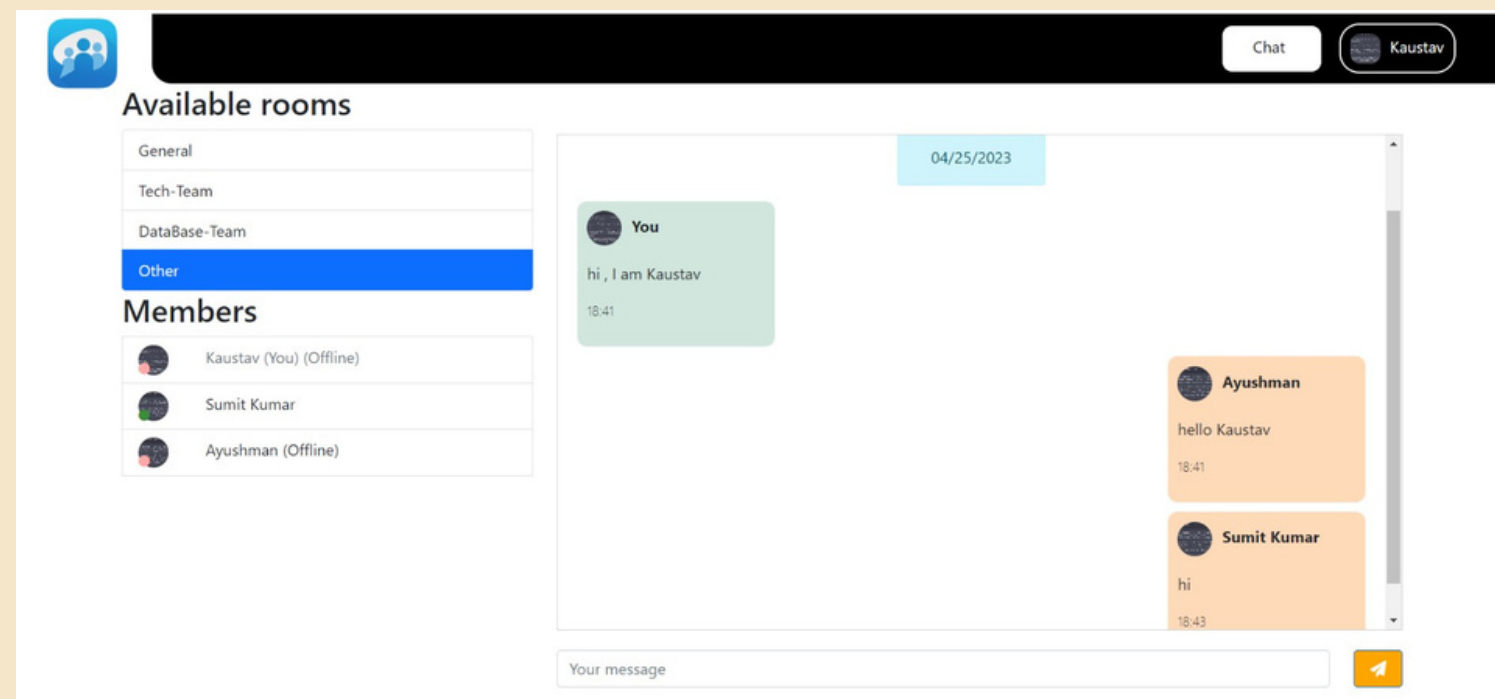 Chat
Kaustav
Available rooms
General
Tech-Team
DataBase-Team
Other
Members
Kaustav (You) (Offline)
Sumit Kumar
Ayushman (Offline)
04/25/2023
You
hi , I am Kaustav
18:41
Ayushman
hello Kaustav
18:41
Sumit Kumar
hi
18:43
Your message